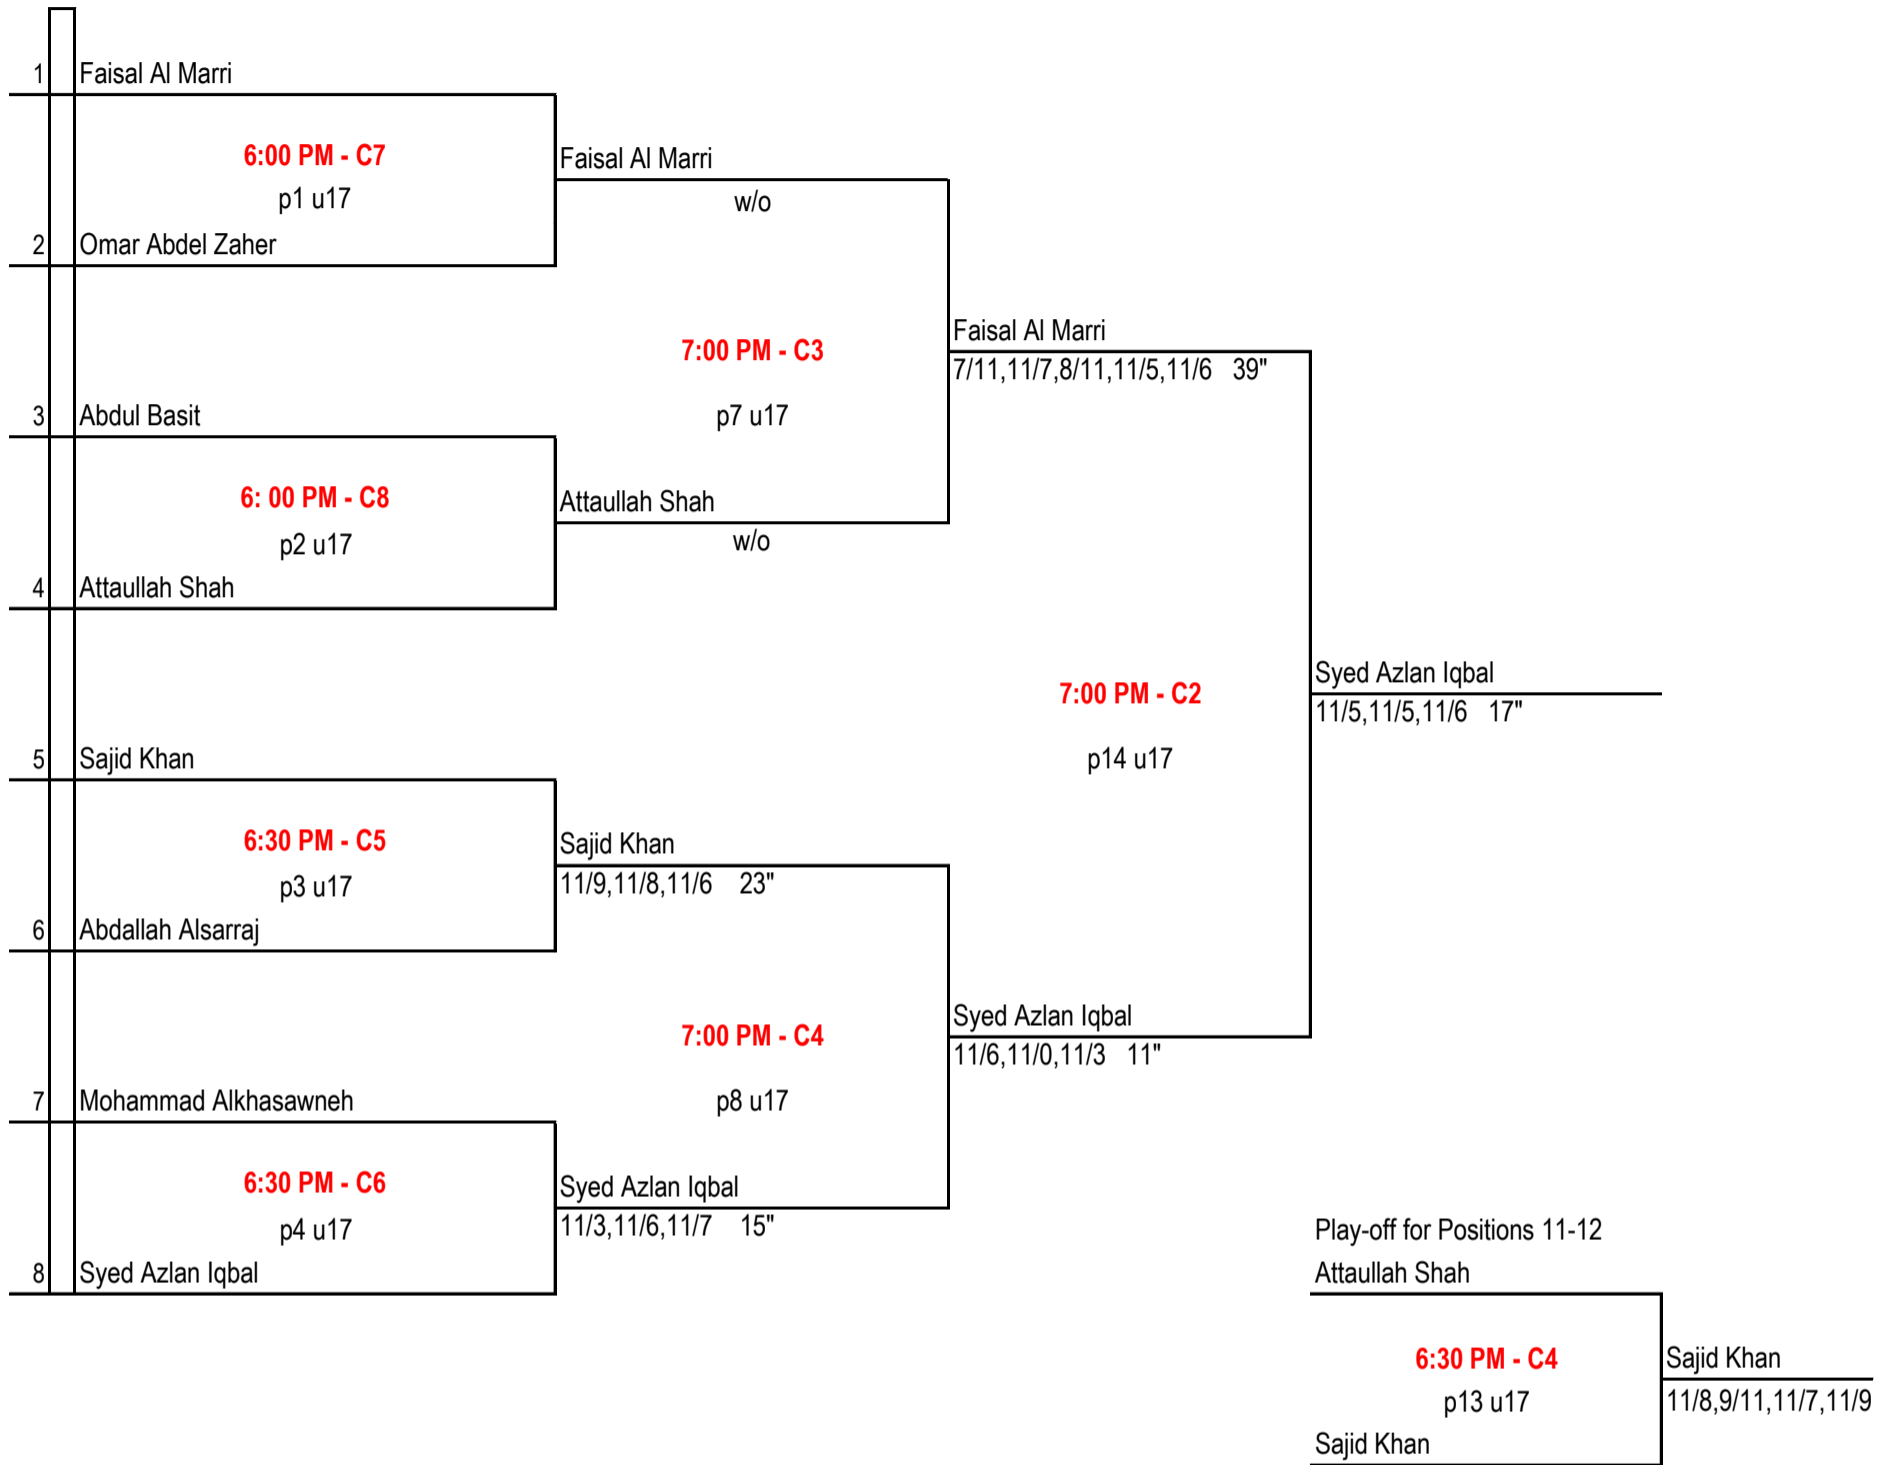 1 Faisal Al Marri
6:00 PM - C7
Faisal Al Marri
p1 u17
w/o
2 Omar Abdel Zaher
Faisal Al Marri
7:00 PM - C3
7/11,11/7,8/11,11/5,11/6 39"
3 Abdul Basit
p7 u17
6: 00 PM - C8
Attaullah Shah
p2 u17
w/o
4 Attaullah Shah
Syed Azlan Iqbal
7:00 PM - C2
11/5,11/5,11/6 17"
5 Sajid Khan
p14 u17
6:30 PM - C5
Sajid Khan
p3 u17
11/9,11/8,11/6 23"
6 Abdallah Alsarraj
Syed Azlan Iqbal
7:00 PM - C4
11/6,11/0,11/3 11"
7 Mohammad Alkhasawneh
p8 u17
6:30 PM - C6
Syed Azlan Iqbal
p4 u17
11/3,11/6,11/7 15"
Play-off for Positions 11-12
8 Syed Azlan Iqbal
Attaullah Shah
6:30 PM - C4
Sajid Khan
p13 u17
11/8,9/11,11/7,11/9
Sajid Khan